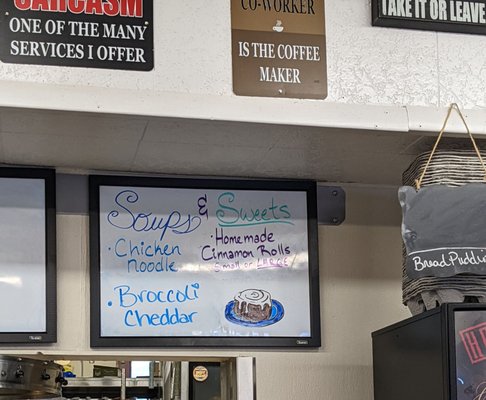 SARCASM
ONE OF THE MANY
SERVICES I OFFER
CO-WORKER
IS THE COFFEE
MAKER
TAKE IT OR LEAVE
Soups & Sweets
• Chicken
Noodle
• Broccoli
Cheddar
• Homemade
Cinnamon Rolls
Small or LARGE!
Bread Puddin